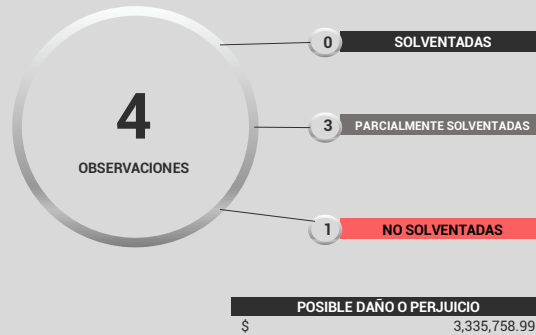 0
SOLVENTADAS
4
OBSERVACIONES
3
PARCIALMENTE SOLVENTADAS
1
NO SOLVENTADAS
POSIBLE DAÑO O PERJUICIO
$ 3,335,758.99